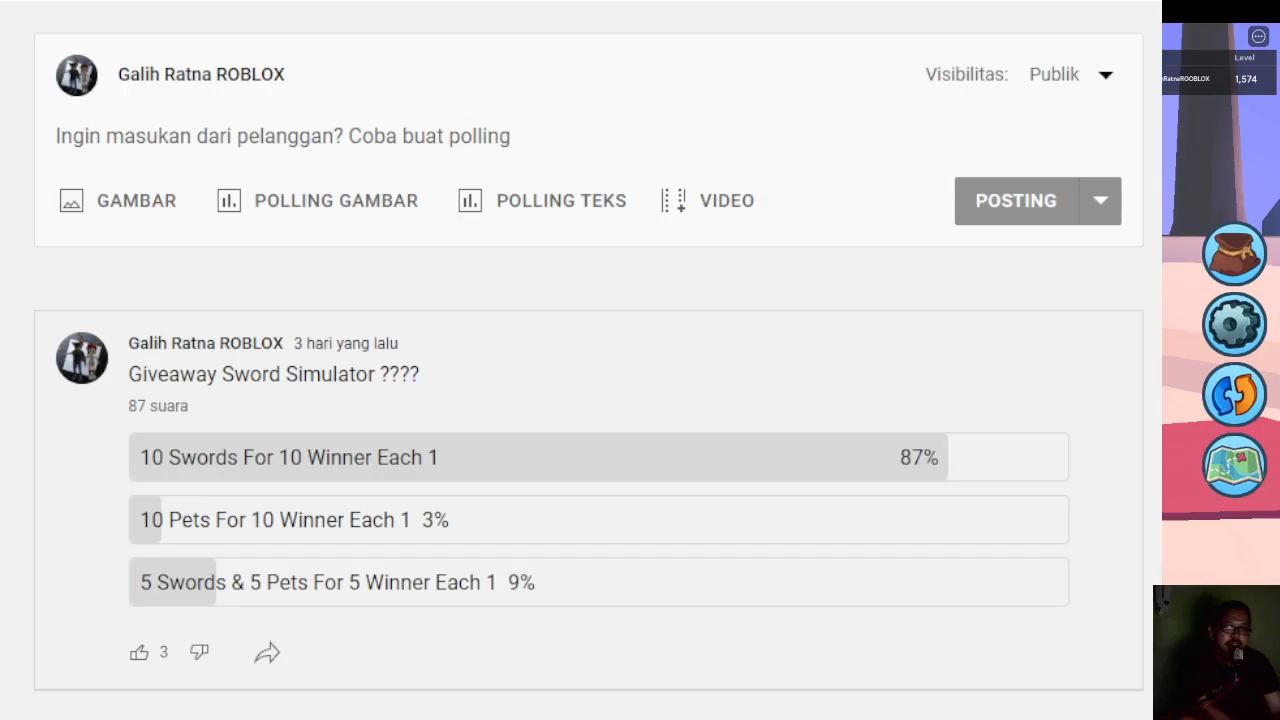 Galih Ratna ROBLOX
Visibilitas: Publik
Ingin masukan dari pelanggan? Coba buat polling
GAMBAR POLLING GAMBAR POLLING TEKS VIDEO POSTING
Galih Ratna ROBLOX 3 hari yang lalu
Giveaway Sword Simulator ????
87 suara
10 Swords For 10 Winner Each 1 87%
10 Pets For 10 Winner Each 1 3%
5 Swords & 5 Pets For 5 Winner Each 1 9%
3
Level
RatnaROOBLOX 1,574